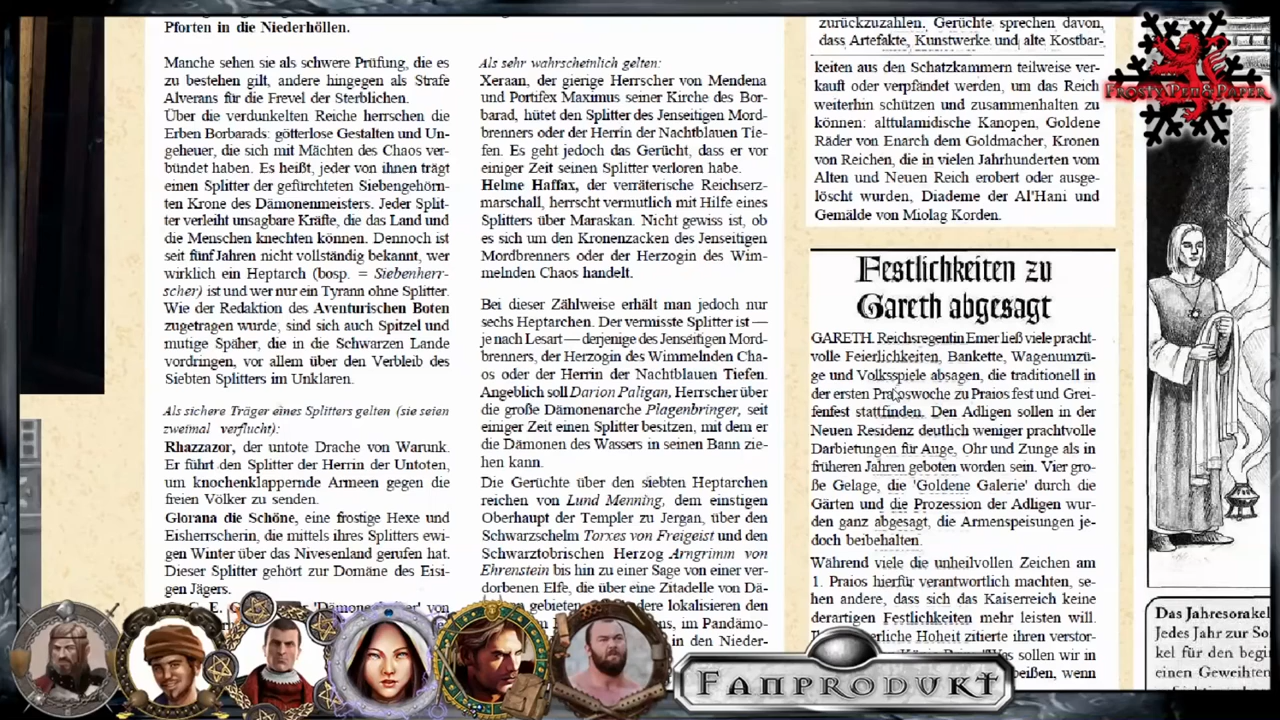 Pforten in die Niederhöllen.
Manche sehen sie als schwere Prüfung, die es
zu bestehen gilt, andere hingegen als Strafe
Alverans für die Frevel der Sterblichen.
Über die verdunkelten Reiche herrschen die
Erben Borbarads: götterlose Gestalten und Un-
geheuer, die sich mit Mächten des Chaos ver-
bündet haben. Es heißt, jeder von ihnen trägt
einen Splitter der gefürchteten Siebengehörn-
ten Krone des Dämonenmeisters. Jeder Split-
ter verleiht unsagbare Kräfte, die das Land und
die Menschen knechten können. Dennoch ist
seit fünf Jahren nicht vollständig bekannt, wer
wirklich ein Heptarch (bosp. = Siebenherr-
scher) ist und wer nur ein Tyrann ohne Splitter.
Wie der Redaktion des Aventurischen Boten
zugetragen wurde, sind sich auch Spitzel und
mutige Späher, die in die Schwarzen Lande
vordringen, vor allem über den Verbleib des
Siebten Splitters im Unklaren.
Als sichere Träger eines Splitters gelten (sie seien
zweimal verflucht):
Rhazzazor, der untote Drache von Warunk.
Er führt den Splitter der Herrin der Untoten,
um knochenklappernde Armeen gegen die
freien Völker zu senden.
Glorana die Schöne, eine frostige Hexe und
Eisherrscherin, die mittels ihres Splitters ewi-
gen Winter über das Nivesenland gerufen hat.
Dieser Splitter gehört zur Domäne des Eisi-
gen Jägers.
von
Als sehr wahrscheinlich gelten:
Xeraan, der gierige Herrscher von Mendena
und Portifex Maximus seiner Kirche des Bor-
barad, hütet den Splitter des Jenseitigen Mord-
brenners oder der Herrin der Nachtblauen Tie-
fen. Es geht jedoch das Gerücht, dass er vor
einiger Zeit seinen Splitter verloren habe.
Helme Haffax, der verräterische Reichserz-
marschall, herrscht vermutlich mit Hilfe eines
Splitters über Maraskan. Nicht gewiss ist, ob
es sich um den Kronenzacken des Jenseitigen
Mordbrenners oder der Herzogin des Wim-
melnden Chaos handelt.
Bei dieser Zählweise erhält man jedoch nur
sechs Heptarchen. Der vermisste Splitter ist —
je nach Lesart — derjenige des Jenseitigen Mord-
brenners, der Herzogin des Wimmelnden Cha-
os oder der Herrin der Nachtblauen Tiefen.
Angeblich soll Darion Paligan, Herrscher über
die große Dämonenarche Plagenbringer, seit
einiger Zeit einen Splitter besitzen, mit dem er
die Dämonen des Wassers in seinen Bann zie-
hen kann.
Die Gerüchte über den siebten Heptarchen
reichen von Lund Menning, dem einstigen
Oberhaupt der Templer zu Jergan, über den
Schwarzschelm Torxes von Freigeist und den
Schwarztobrischen Herzog Arngrimm von
Ehrenstein bis hin zu einer Sage von einer ver-
dorbenen Elfe, die über eine Zitadelle von Dä-
gebieten lokalisieren den
im Pandämo-
in den Nieder-
zurückzuzahlen. Gerüchte sprechen davon,
dass Artefakte, Kunstwerke und alte Kostbar-
keiten aus den Schatzkammern teilweise ver-
kauft oder verpfändet werden, um das Reich
weiterhin schützen und zusammenhalten zu
können: alttulamidische Kanopen, Goldene
Räder von Enarch dem Goldmacher, Kronen
von Reichen, die in vielen Jahrhunderten vom
Alten und Neuen Reich erobert oder ausge-
löscht wurden, Diademe der Al'Hani und
Gemälde von Miolag Korden.
Festlichkeiten zu
Gareth abgesagt
GARETH. Reichsregentin Emer ließ viele pracht-
volle Feierlichkeiten, Bankette, Wagenumzü-
ge und Volksspiele absagen, die traditionell in
der ersten Praioswoche zu Praios fest und Grei-
fenfest stattfinden. Den Adligen sollen in der
Neuen Residenz deutlich weniger prachtvolle
Darbietungen für Auge, Ohr und Zunge als in
früheren Jahren geboten worden sein. Vier gro-
ße Gelage, die 'Goldene Galerie' durch die
Gärten und die Prozession der Adligen wur-
den ganz abgesagt, die Armenspeisungen je-
doch beibehalten.
Während viele die unheilvollen Zeichen am
1. Praios hierfür verantwortlich machten, se-
hen andere, dass sich das Kaiserreich keine
derartigen Festlichkeiten mehr leisten will.
Hoheit zitierte ihren verstor-
sollen wir in
wenn
FROSTY PEN & PAPER
Das Jahresorakel
Jedes Jahr zur So
kel für den begin
einen Geweihten
FANPRODUKT